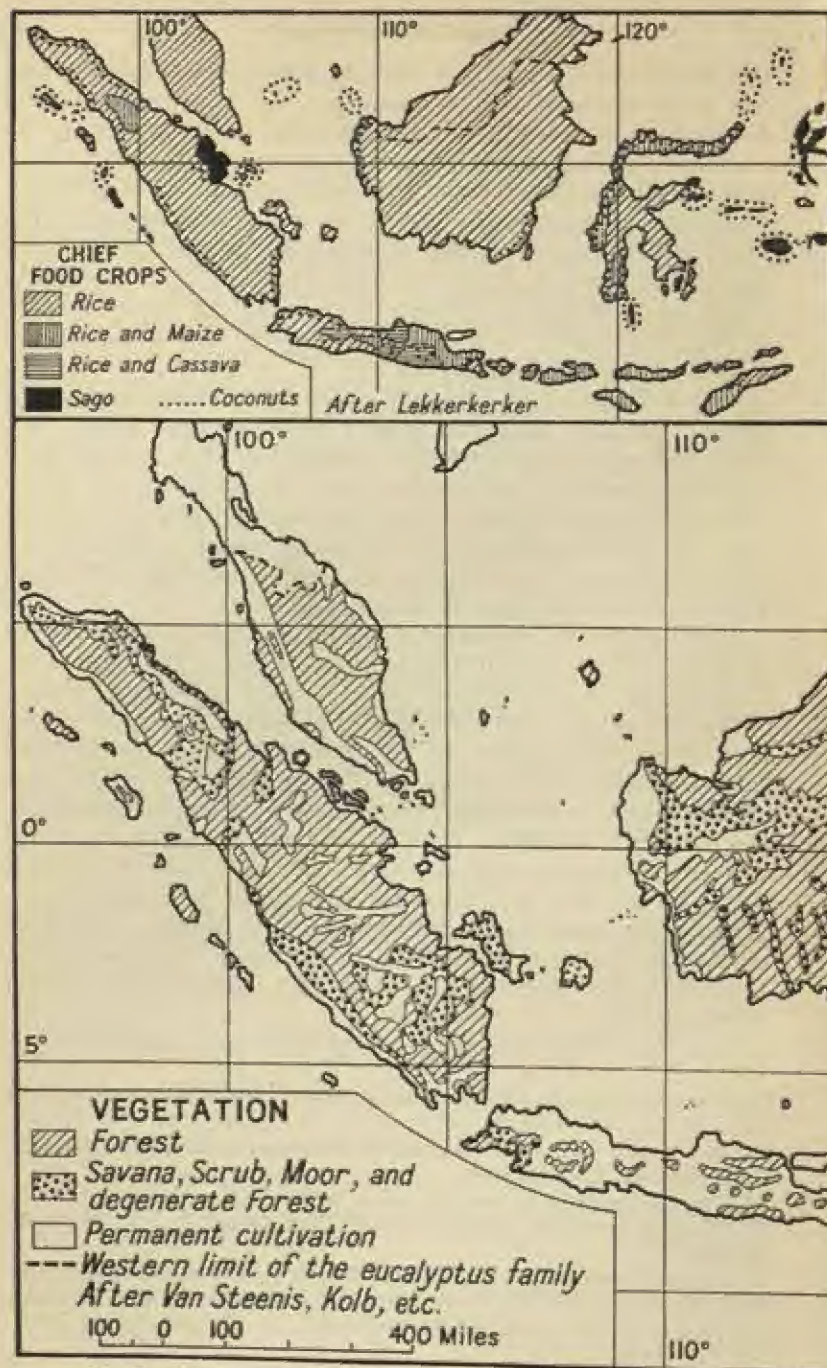 100° 110° 120°
CHIEF
FOOD CROPS
Rice
Rice and Maize
Rice and Cassava
Sago ......Coconuts
After Lekkerkerker
100° 110°
0°
5°
VEGETATION
Forest
Savana, Scrub, Moor, and
degenerate Forest
Permanent cultivation
--- Western limit of the eucalyptus family
After Van Steenis, Kolb, etc.
100 0 100 400 Miles
110°